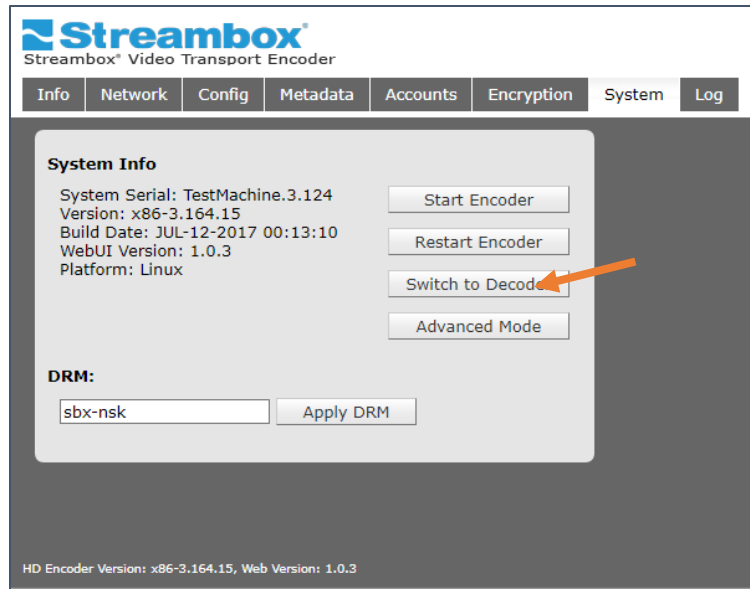 Streambox®
Streambox® Video Transport Encoder
Info Network Config Metadata Accounts Encryption System Log
System Info
System Serial: TestMachine.3.124
Version: x86-3.164.15
Build Date: JUL-12-2017 00:13:10
WebUI Version: 1.0.3
Platform: Linux
Start Encoder
Restart Encoder
Switch to Decoder
Advanced Mode
DRM:
sbx-nsk
Apply DRM
HD Encoder Version: x86-3.164.15, Web Version: 1.0.3